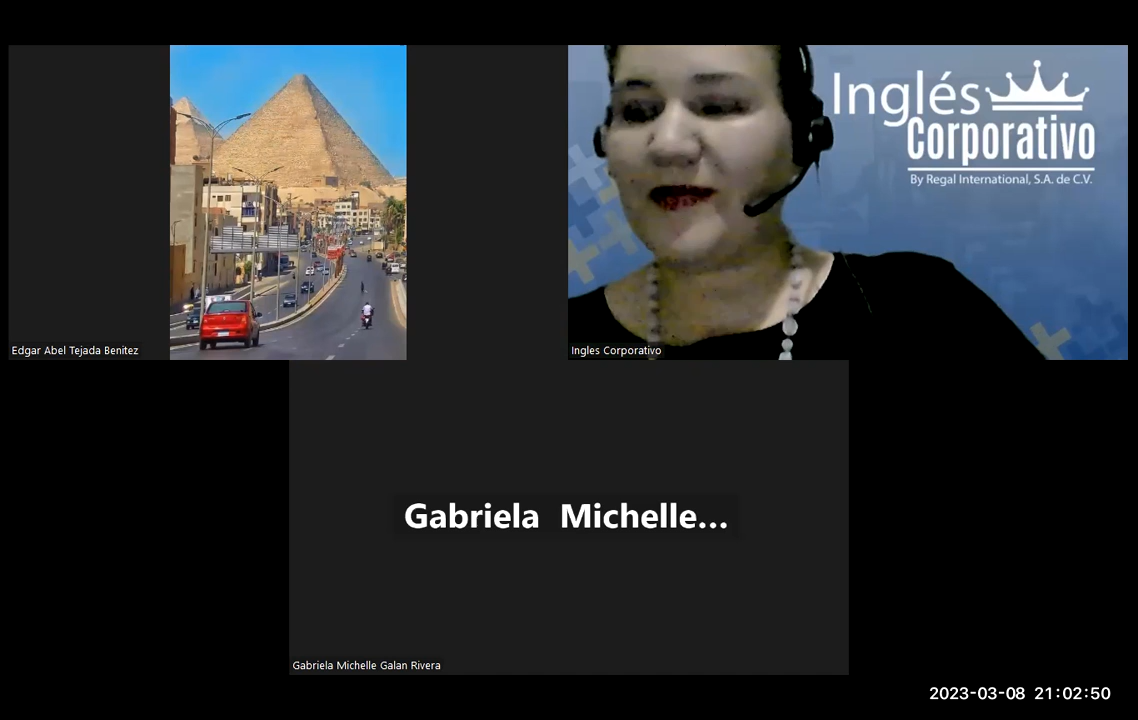 Inglés
Corporativo
By Regal International, S.A. de C.V.
Edgar Abel Tejada Benitez
Ingles Corporativo
Gabriela Michelle...
Gabriela Michelle Galan Rivera
2023-03-08 21:02:50